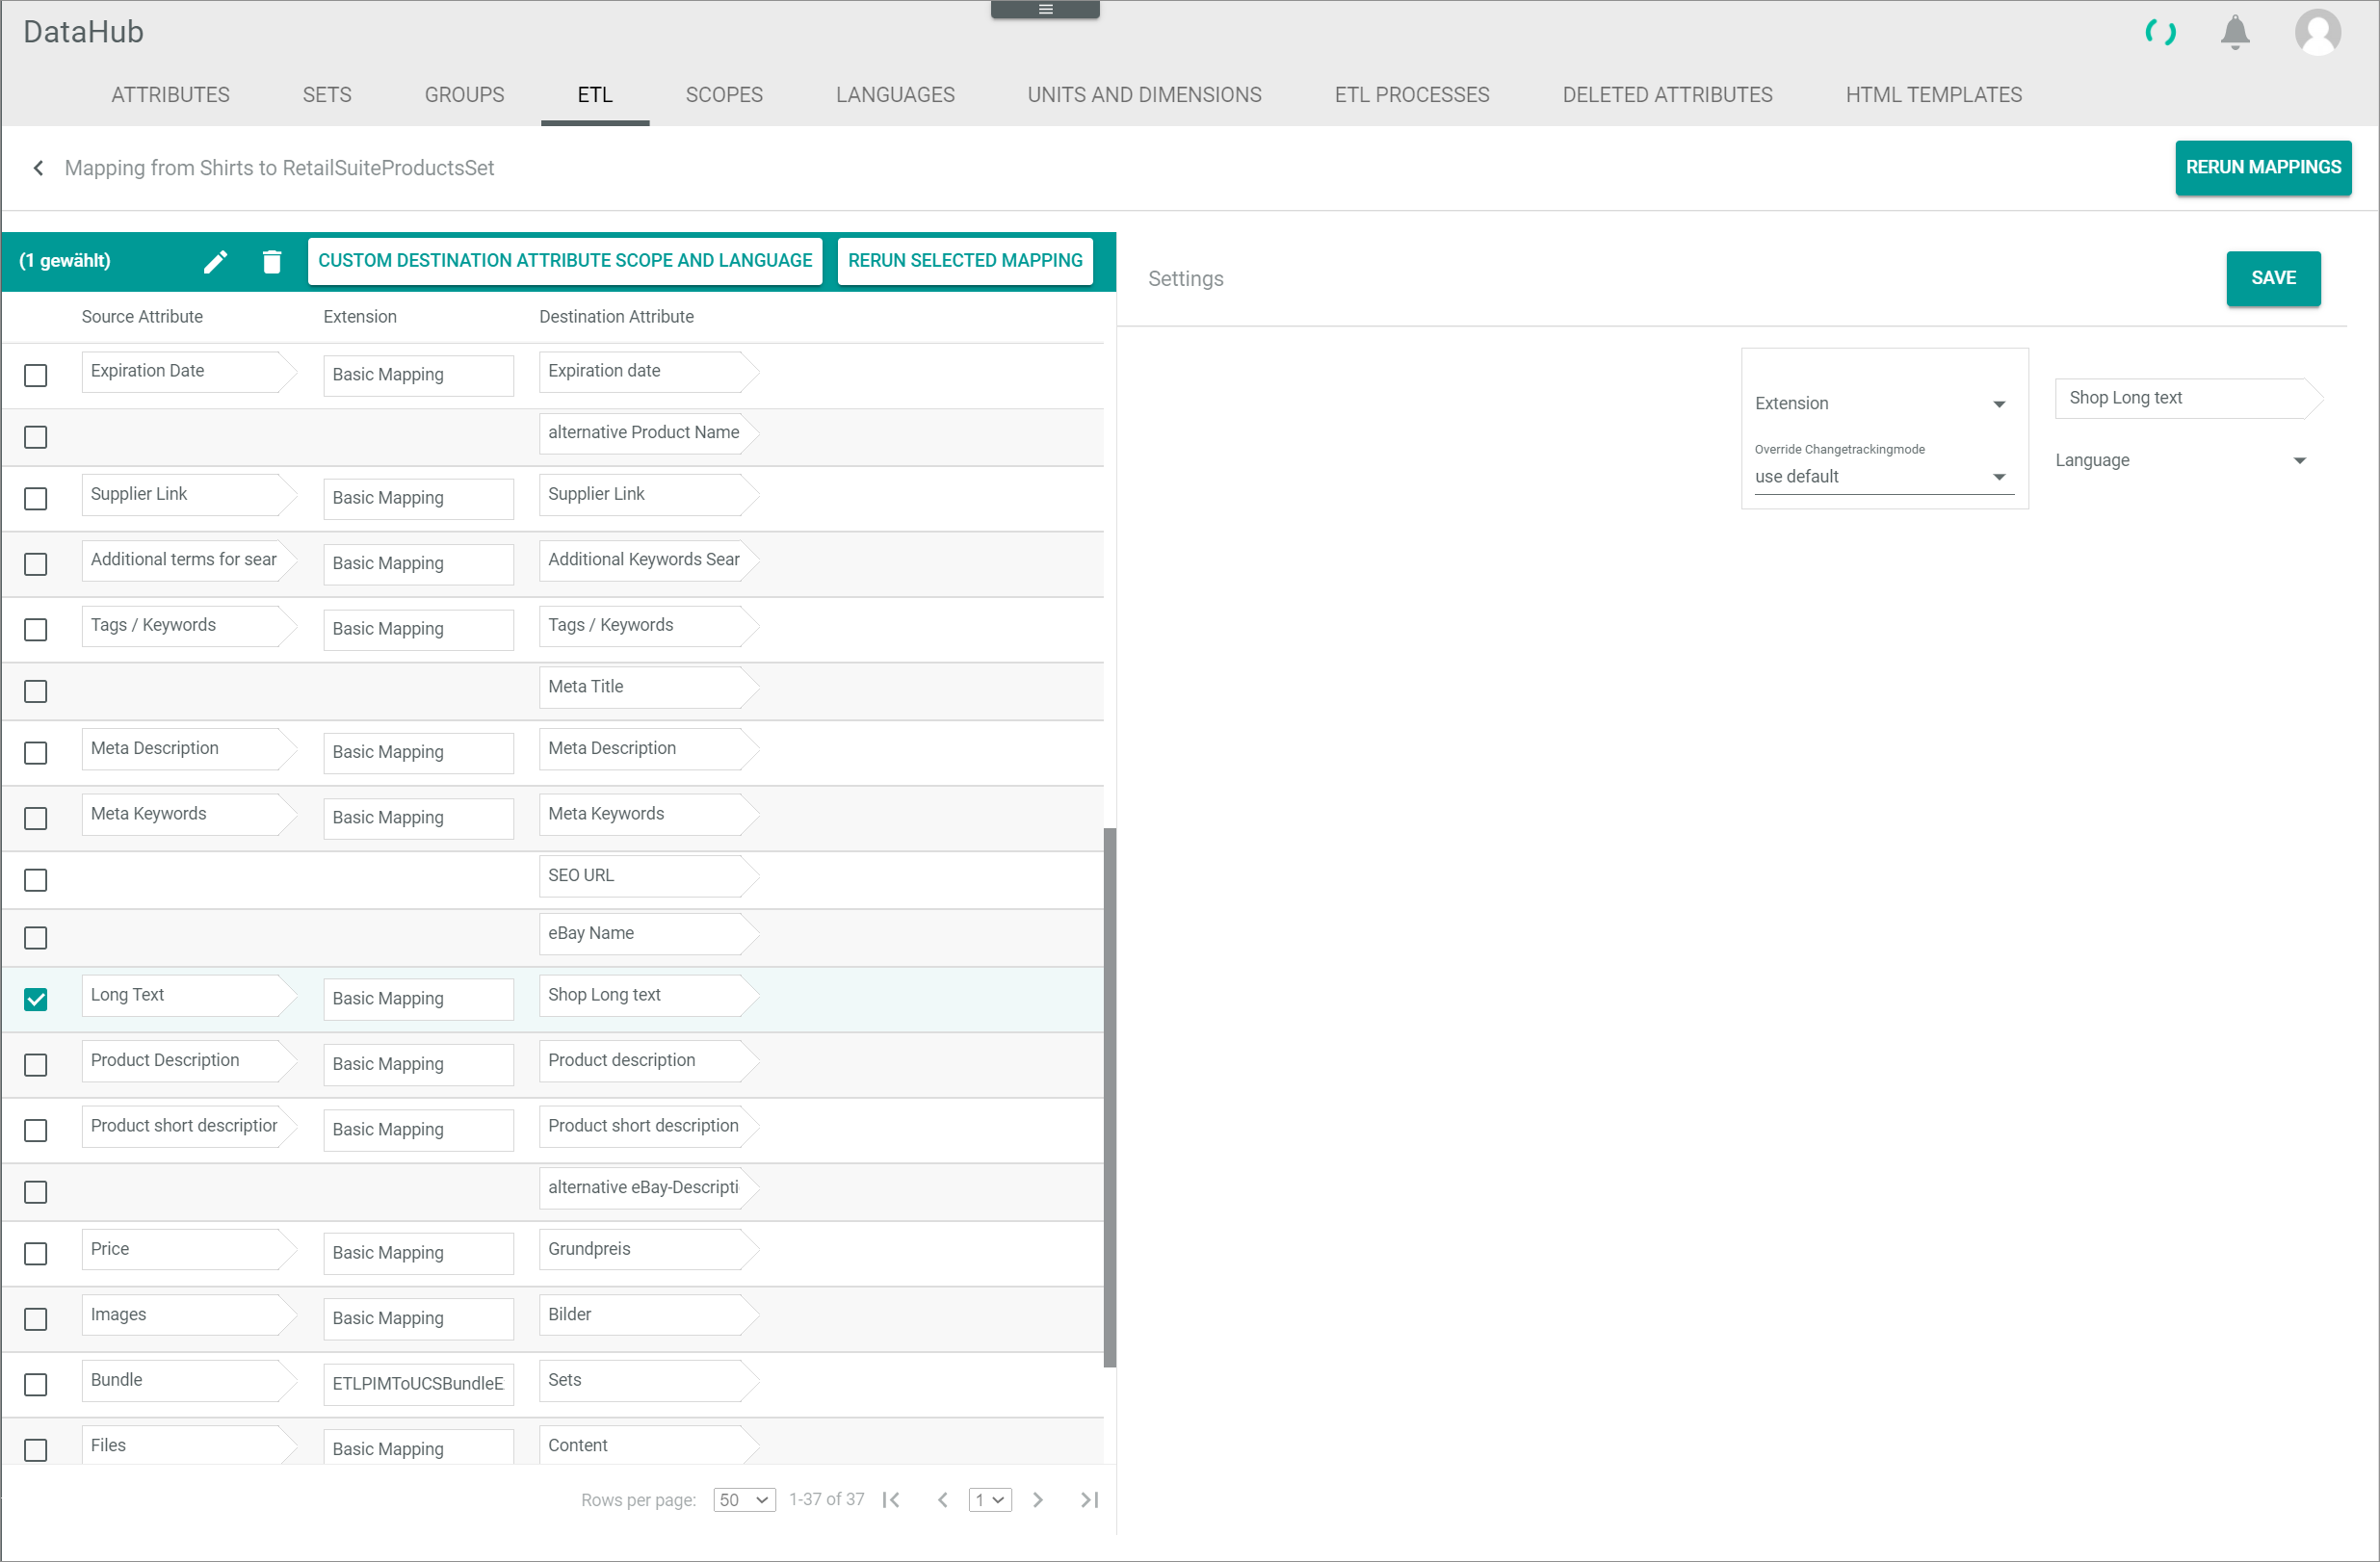 DataHub
ATTRIBUTES SETS GROUPS ETL SCOPES LANGUAGES UNITS AND DIMENSIONS ETL PROCESSES DELETED ATTRIBUTES HTML TEMPLATES
Mapping from Shirts to RetailSuiteProductsSet RERUN MAPPINGS
(1 gewählt) CUSTOM DESTINATION ATTRIBUTE SCOPE AND LANGUAGE RERUN SELECTED MAPPING
Source Attribute Extension Destination Attribute
Expiration Date Basic Mapping Expiration date
alternative Product Name
Supplier Link Basic Mapping Supplier Link
Additional terms for sear Basic Mapping Additional Keywords Sear
Tags / Keywords Basic Mapping Tags / Keywords
Meta Title
Meta Description Basic Mapping Meta Description
Meta Keywords Basic Mapping Meta Keywords
SEO URL
eBay Name
Long Text Basic Mapping Shop Long text
Product Description Basic Mapping Product description
Product short description Basic Mapping Product short description
alternative eBay-Descripti
Price Basic Mapping Grundpreis
Images Basic Mapping Bilder
Bundle ETLPIMToUCSBundleE Sets
Files Basic Mapping Content
Rows per page: 50 1-37 of 37 1
Settings SAVE
Extension Shop Long text
Override Changetrackingmode
use default
Language